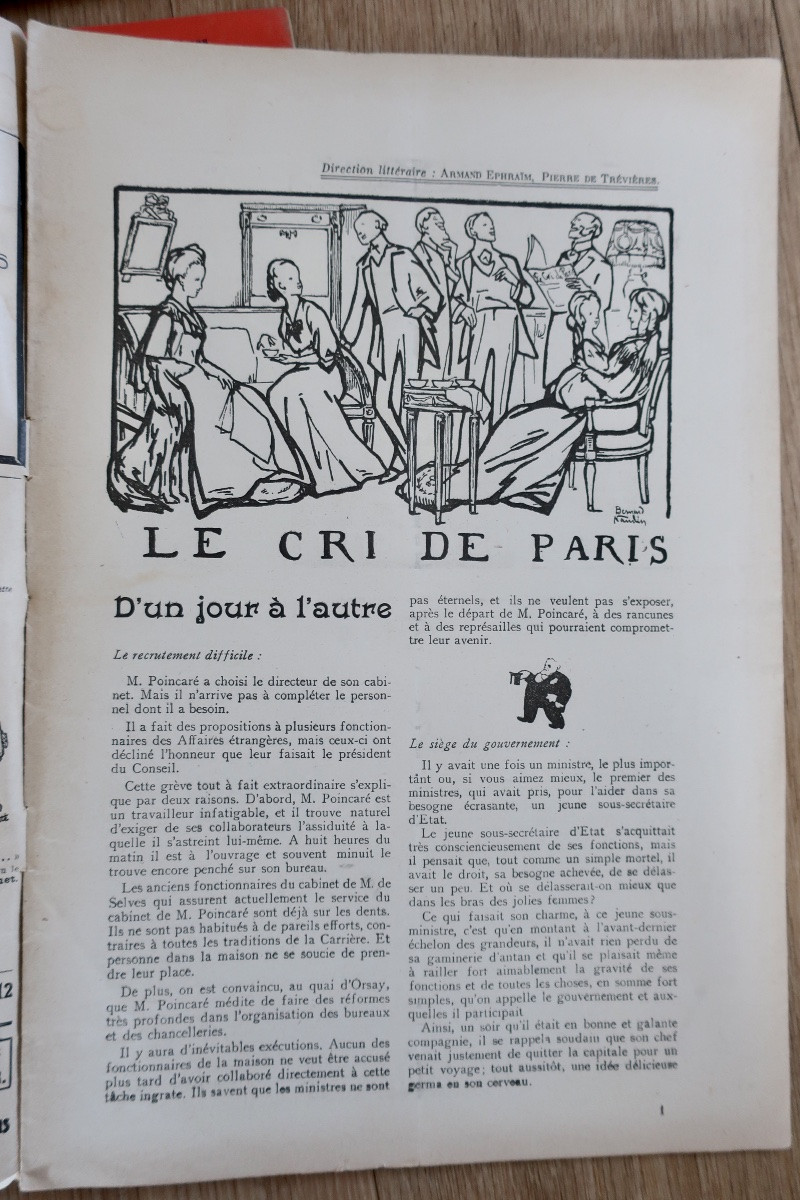 Direction littéraire : ARMAND EPHRAÏM, PIERRE DE TRÉVIÈRES.
Bernard
Naudin
LE CRI DE PARIS
D'un jour à l'autre
Le recrutement difficile :
M. Poincaré a choisi le directeur de son cabi-
net. Mais il n'arrive pas à compléter le person-
nel dont il a besoin.
Il a fait des propositions à plusieurs fonction-
naires des Affaires étrangères, mais ceux-ci ont
décliné l'honneur que leur faisait le président
du Conseil.
Cette grève tout à fait extraordinaire s'expli-
que par deux raisons. D'abord, M. Poincaré est
un travailleur infatigable, et il trouve naturel
d'exiger de ses collaborateurs l'assiduité à la-
quelle il s'astreint lui-même. A huit heures du
matin il est à l'ouvrage et souvent minuit le
trouve encore penché sur son bureau.
Les anciens fonctionnaires du cabinet de M. de
Selves qui assurent actuellement le service du
cabinet de M. Poincaré sont déjà sur les dents.
Ils ne sont pas habitués à de pareils efforts, con-
traires à toutes les traditions de la Carrière. Et
personne dans la maison ne se soucie de pren-
dre leur place.
De plus, on est convaincu, au quai d'Orsay,
que M. Poincaré médite de faire des réformes
très profondes dans l'organisation des bureaux
et des chancelleries.
Il y aura d'inévitables exécutions. Aucun des
fonctionnaires de la maison ne veut être accusé
plus tard d'avoir collaboré directement à cette
tâche ingrate. Ils savent que les ministres ne sont
pas éternels, et ils ne veulent pas s'exposer,
après le départ de M. Poincaré, à des rancunes
et à des représailles qui pourraient compromet-
tre leur avenir.
Le siège du gouvernement :
Il y avait une fois un ministre, le plus impor-
tant ou, si vous aimez mieux, le premier des
ministres, qui avait pris, pour l'aider dans sa
besogne écrasante, un jeune sous-secrétaire
d'Etat.
Le jeune sous-secrétaire d'Etat s'acquittait
très consciencieusement de ses fonctions, mais
il pensait que, tout comme un simple mortel, il
avait le droit, sa besogne achevée, de se délas-
ser un peu. Et où se délasserait-on mieux que
dans les bras des jolies femmes?
Ce qui faisait son charme, à ce jeune sous-
ministre, c'est qu'en montant à l'avant-dernier
échelon des grandeurs, il n'avait rien perdu de
sa gaminerie d'antan et qu'il se plaisait même
à railler fort aimablement la gravité de ses
fonctions et de toutes les choses, en somme fort
simples, qu'on appelle le gouvernement et aux-
quelles il participait
Ainsi, un soir qu'il était en bonne et galante
compagnie, il se rappela soudain que son chef
venait justement de quitter la capitale pour un
petit voyage; tout aussitôt, une idée délicieuse
germa en son cerveau.
1
12